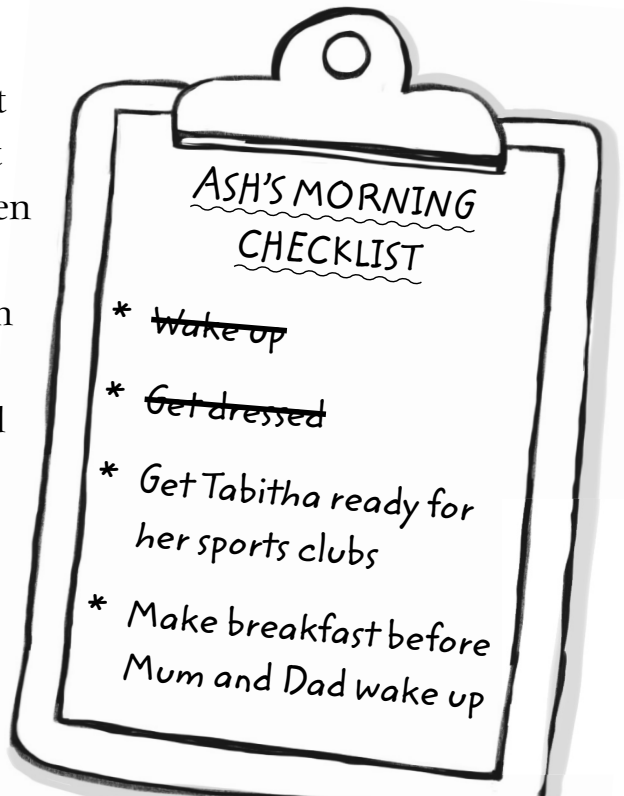 ASH'S MORNING
CHECKLIST
* Wake up
* Get dressed
* Get Tabitha ready for
her sports clubs
* Make breakfast before
Mum and Dad wake up